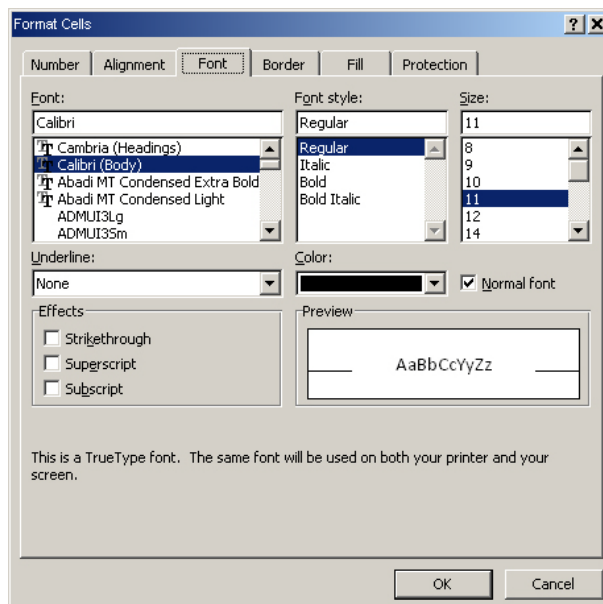 Format Cells
Number Alignment Font Border Fill Protection
Font: Font style: Size:
Calibri Regular 11
Cambria (Headings) Regular 8
Calibri (Body) Italic 9
Abadi MT Condensed Extra Bold Bold 10
Abadi MT Condensed Light Bold Italic 11
ADMUI3Lg 12
ADMUI3Sm 14
Underline: Color:
None Normal font
Effects Preview
Strikethrough
Superscript AaBbCcYyZz
Subscript
This is a TrueType font. The same font will be used on both your printer and your
screen.
OK Cancel